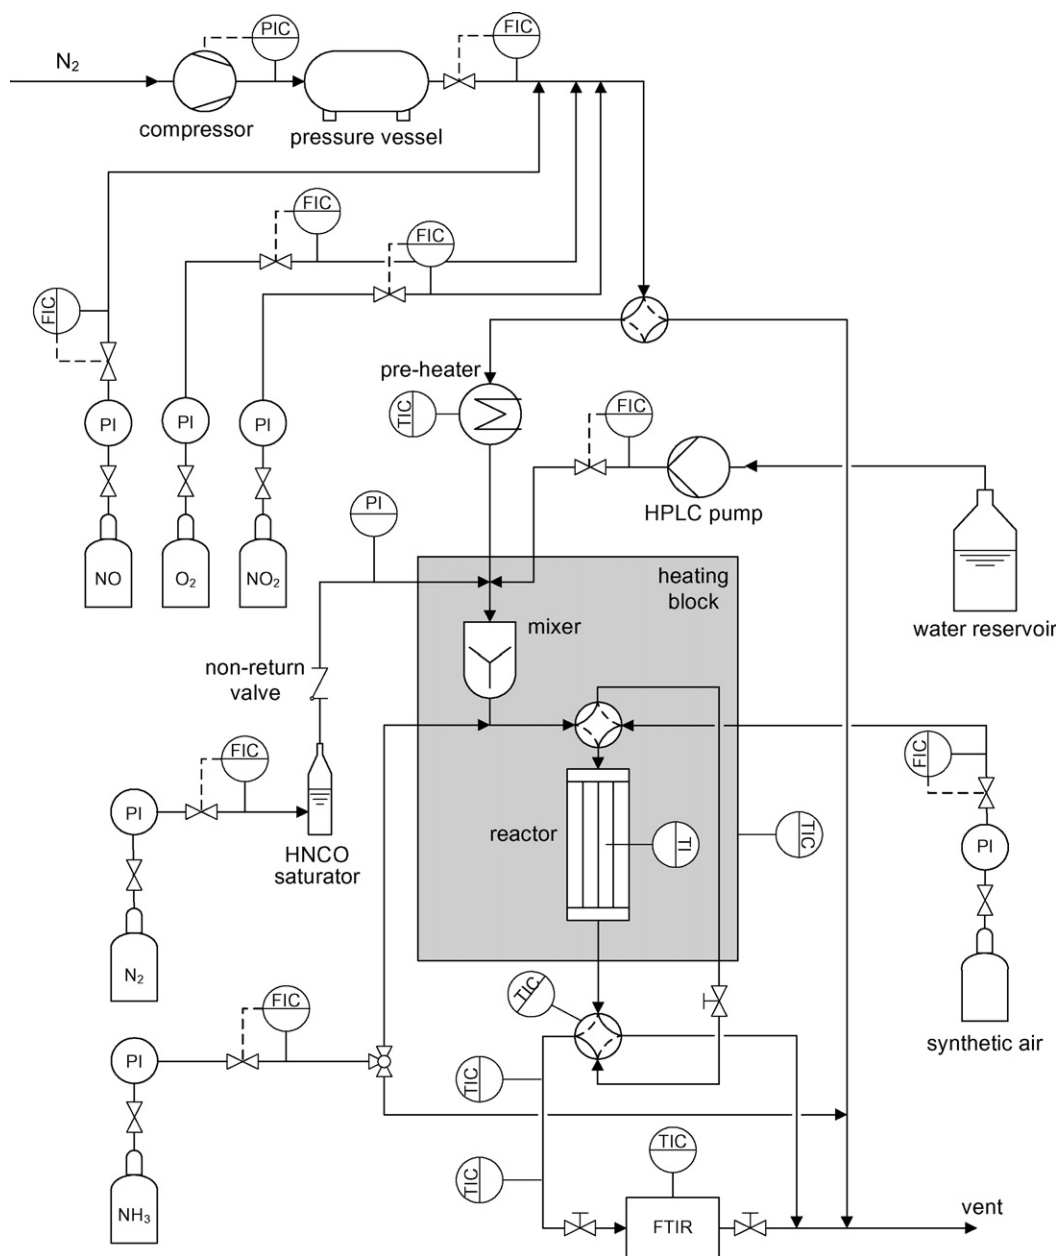 PIC
FIC
N₂
compressor
pressure vessel
FIC
FIC
FIC
pre-heater
TIC
FIC
PI
PI
PI
HPLC pump
PI
NO
O₂
NO₂
heating
block
mixer
water reservoir
non-return
valve
FIC
FIC
PI
reactor
TI
TIC
PI
HNCO
saturator
N₂
TIC
FIC
synthetic air
PI
TIC
TIC
TIC
NH₃
FTIR
vent